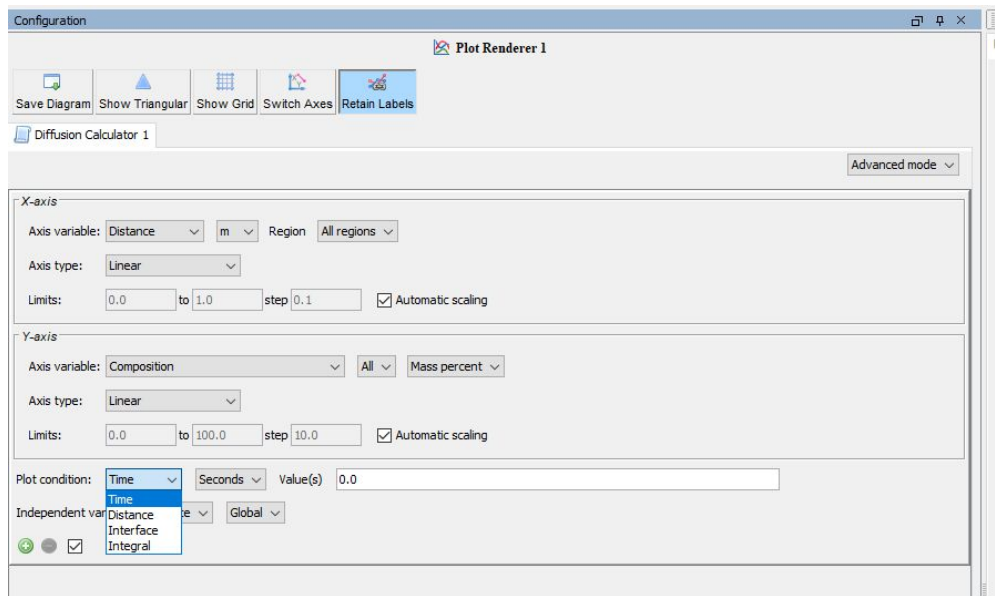 Configuration
Plot Renderer 1
Save Diagram Show Triangular Show Grid Switch Axes Retain Labels
Diffusion Calculator 1
Advanced mode
X-axis
Axis variable: Distance m Region All regions
Axis type: Linear
Limits: 0.0 to 1.0 step 0.1 Automatic scaling
Y-axis
Axis variable: Composition All Mass percent
Axis type: Linear
Limits: 0.0 to 100.0 step 10.0 Automatic scaling
Plot condition: Time Seconds Value(s) 0.0
Time
Independent var Distance Global
Interface
Integral